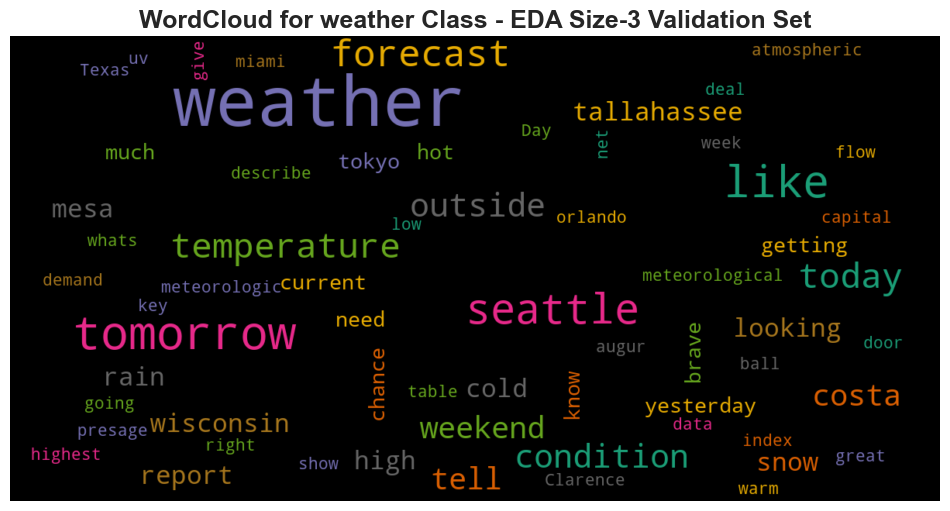 WordCloud for weather Class - EDA Size-3 Validation Set
give
forecast
atmospheric
uv
Texas
miami
weather
deal
tallahassee
Day
net
week
much
tokyo
hot
flow
describe
like
mesa
outside
orlando
capital
low
whats
temperature
getting
demand
meteorologic
current
meteorological
today
key
seattle
tomorrow
need
looking
augur
brave
door
rain
chance
ball
table
cold
know
costa
going
yesterday
presage
wisconsin
weekend
data
right
index
highest
report
show
high
condition
snow
great
tell
Clarence
warm